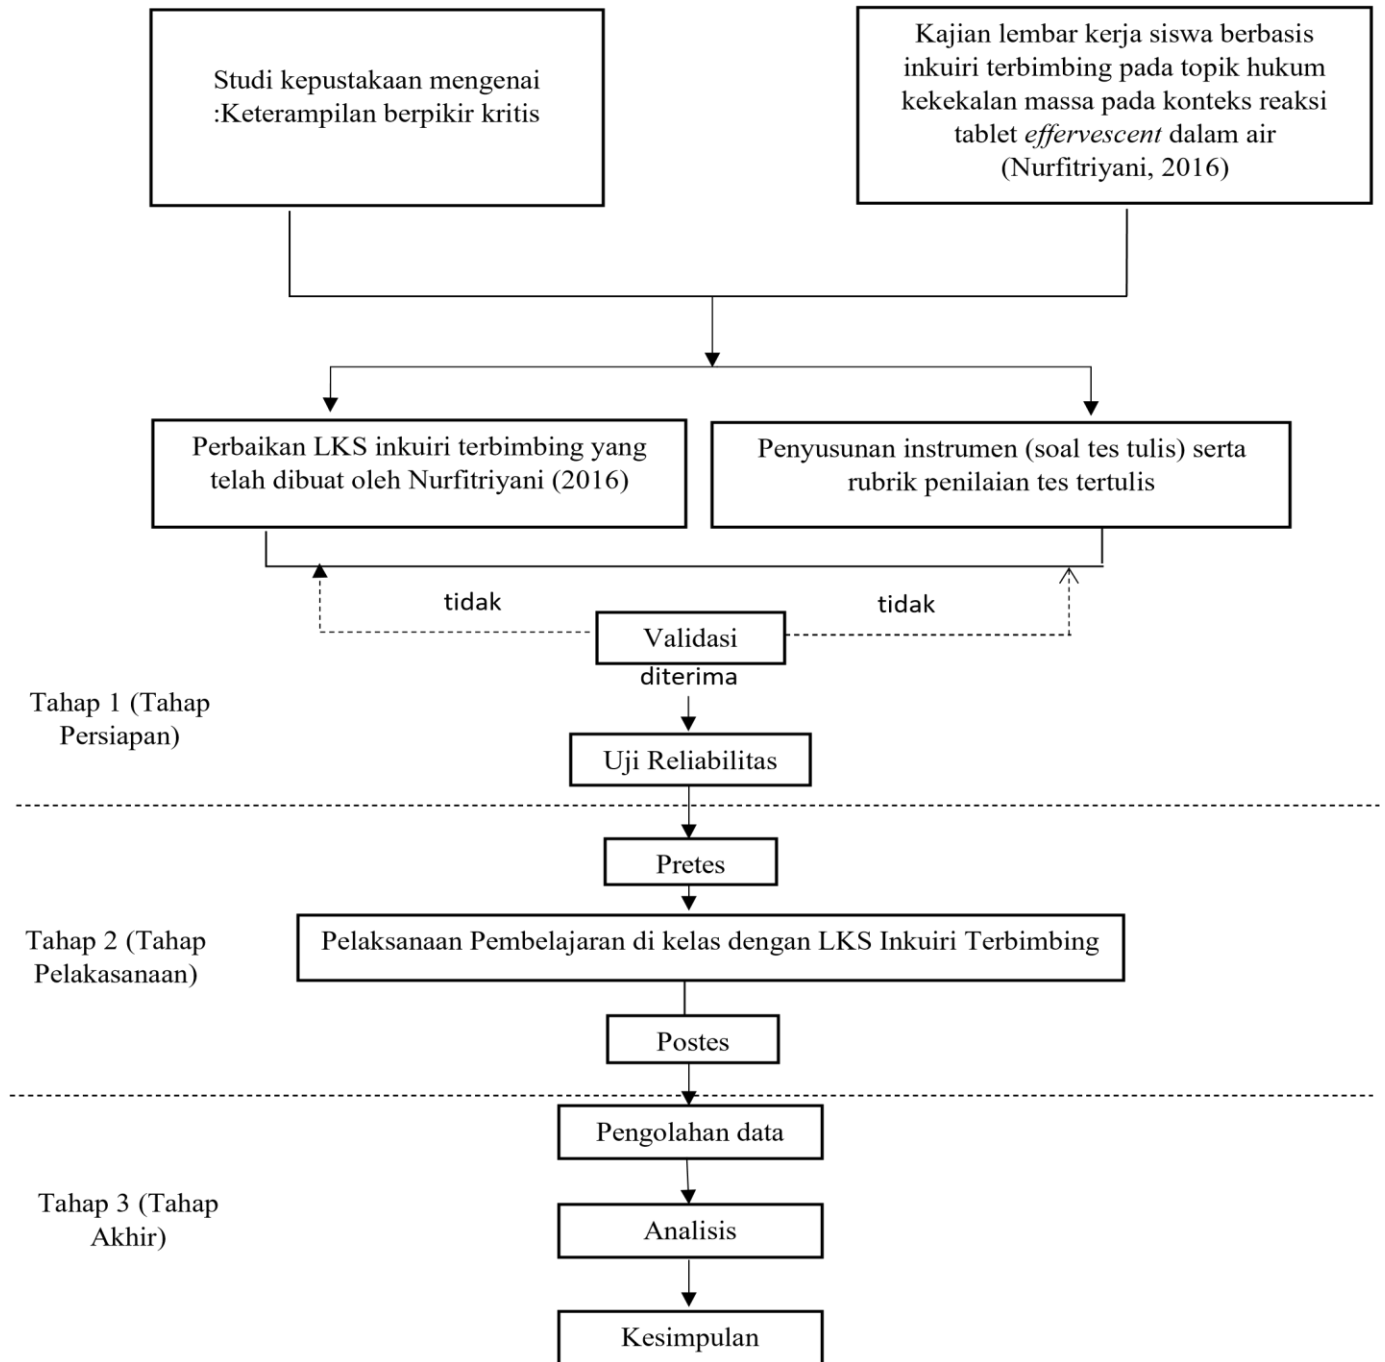 Studi kepustakaan mengenai
:Keterampilan berpikir kritis
Kajian lembar kerja siswa berbasis
inkuiri terbimbing pada topik hukum
kekekalan massa pada konteks reaksi
tablet effervescent dalam air
(Nurfitriyani, 2016)
Perbaikan LKS inkuiri terbimbing yang
telah dibuat oleh Nurfitriyani (2016)
Penyusunan instrumen (soal tes tulis) serta
rubrik penilaian tes tertulis
tidak
tidak
Validasi
diterima
Tahap 1 (Tahap
Persiapan)
Uji Reliabilitas
Pretes
Tahap 2 (Tahap
Pelakasanaan)
Pelaksanaan Pembelajaran di kelas dengan LKS Inkuiri Terbimbing
Postes
Pengolahan data
Tahap 3 (Tahap
Akhir)
Analisis
Kesimpulan